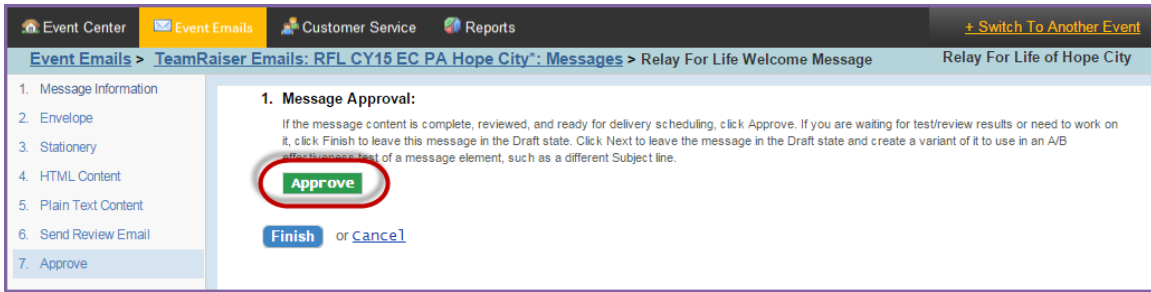 Event Center Event Emails Customer Service Reports + Switch To Another Event
Event Emails > TeamRaiser Emails: RFL CY15 EC PA Hope City*: Messages > Relay For Life Welcome Message Relay For Life of Hope City
1. Message Information
2. Envelope
3. Stationery
4. HTML Content
5. Plain Text Content
6. Send Review Email
7. Approve
1. Message Approval:
If the message content is complete, reviewed, and ready for delivery scheduling, click Approve. If you are waiting for test/review results or need to work on
it, click Finish to leave this message in the Draft state. Click Next to leave the message in the Draft state and create a variant of it to use in an A/B
effectiveness test of a message element, such as a different Subject line.
Approve
Finish or Cancel